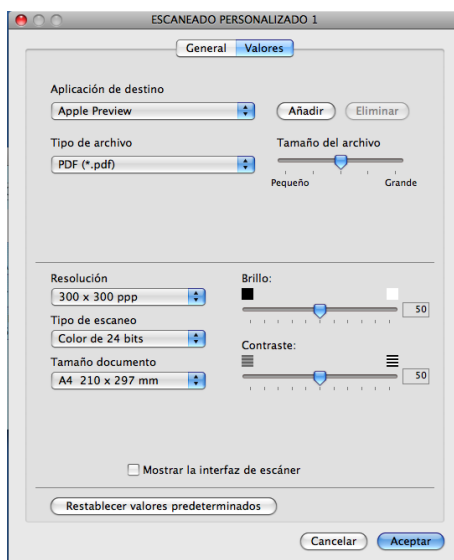 ESCANEADO PERSONALIZADO 1
General Valores
Aplicación de destino
Apple Preview Añadir Eliminar
Tipo de archivo Tamaño del archivo
PDF (*.pdf)
Pequeño Grande
Resolución Brillo:
300 x 300 ppp
50
Tipo de escaneo
Color de 24 bits
Contraste:
Tamaño documento
A4 210 x 297 mm 50
Mostrar la interfaz de escáner
Restablecer valores predeterminados
Cancelar Aceptar